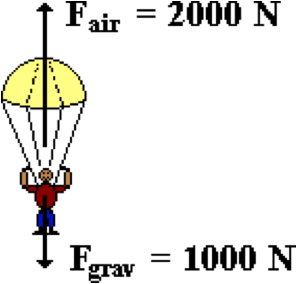 Fair = 2000 N
Fgrav = 1000 N